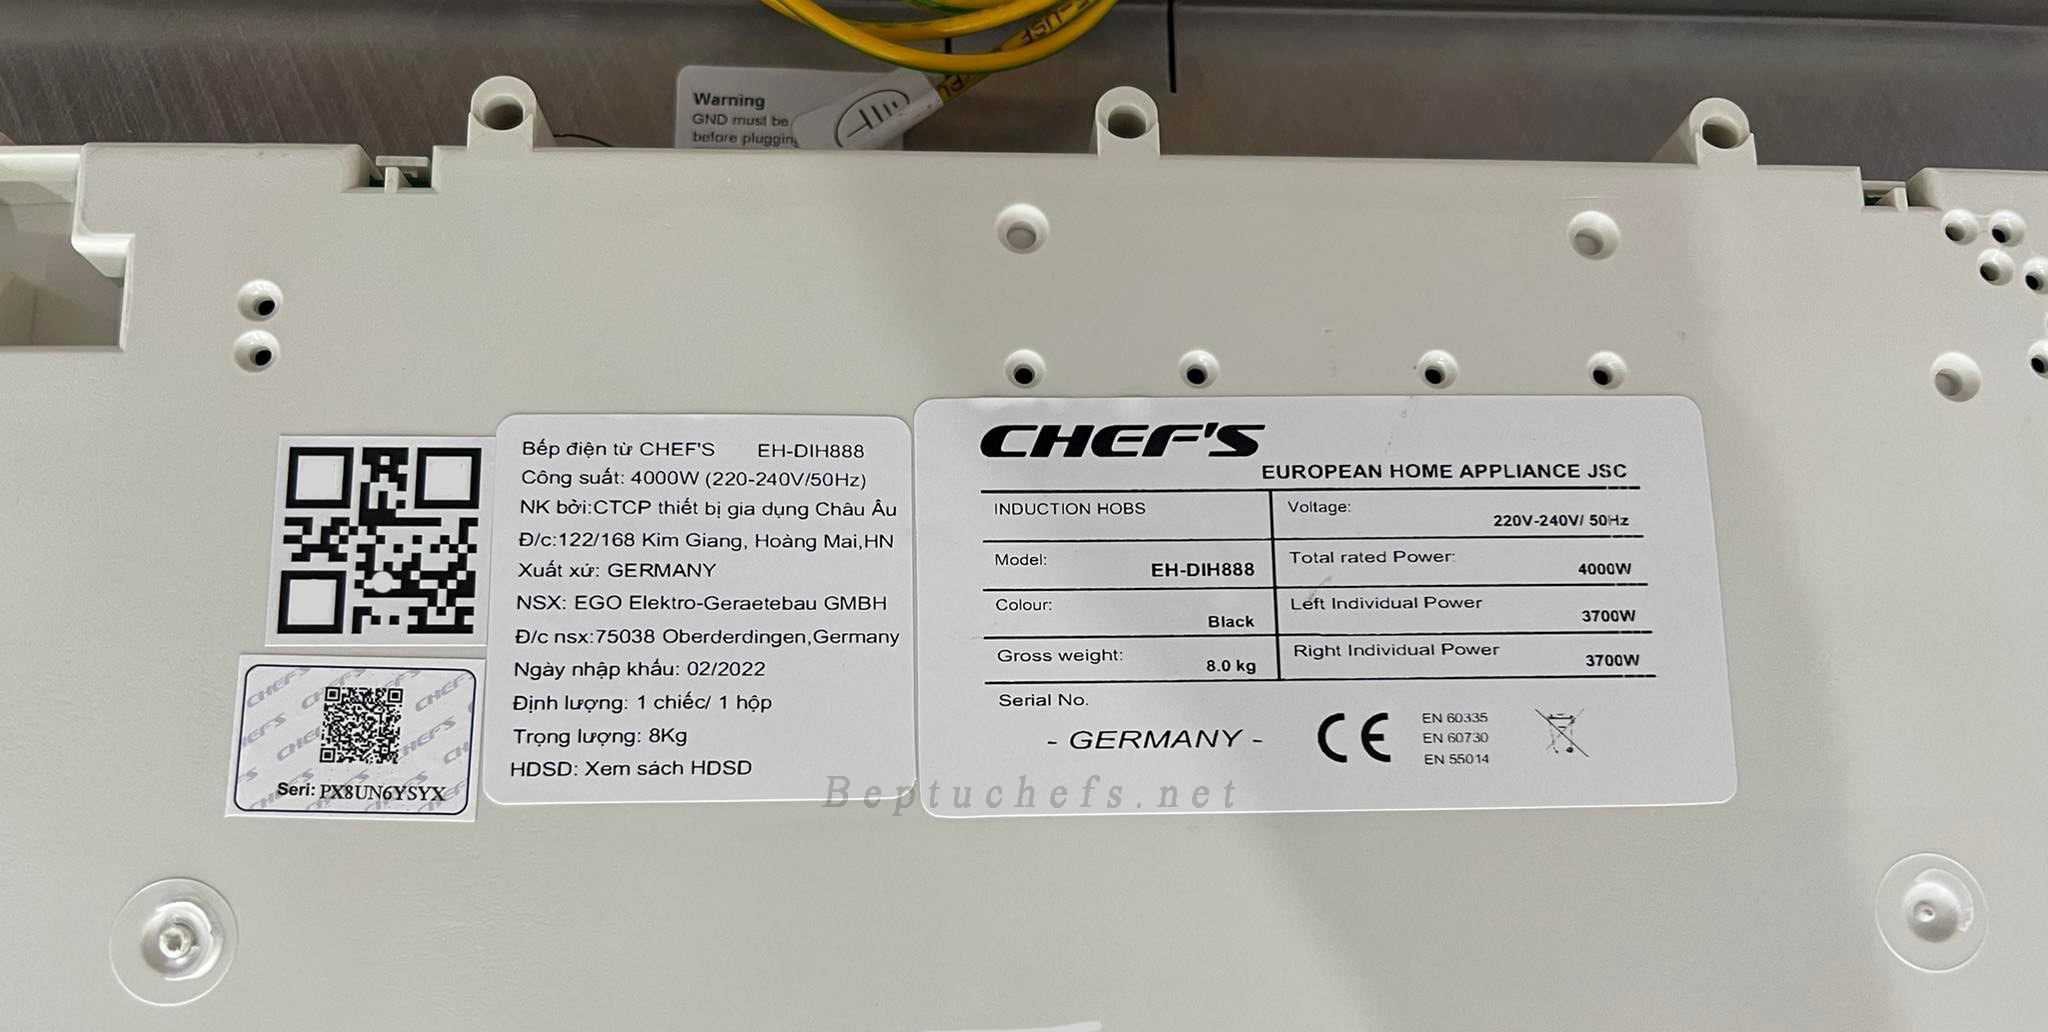 Warning
GND must be
before plugging
Bếp điện từ CHEF'S EH-DIH888
Công suất: 4000W (220-240V/50Hz)
NK bởi:CTCP thiết bị gia dụng Châu Âu
Đ/c:122/168 Kim Giang, Hoàng Mai,HN
Xuất xứ: GERMANY
NSX: EGO Elektro-Geraetebau GMBH
Đ/c nsx:75038 Oberderdingen,Germany
Ngày nhập khẩu: 02/2022
Định lượng: 1 chiếc/ 1 hộp
Trọng lượng: 8Kg
HDSD: Xem sách HDSD
Seri: PX8UN6YSYX
CHEF'S
EUROPEAN HOME APPLIANCE JSC
INDUCTION HOBS
Voltage: 220V-240V/ 50Hz
Model: EH-DIH888
Total rated Power: 4000W
Colour: Black
Left Individual Power 3700W
Gross weight: 8.0 kg
Right Individual Power 3700W
Serial No.
- GERMANY -
CE
EN 60335
EN 60730
EN 55014
Beptuchefs.net